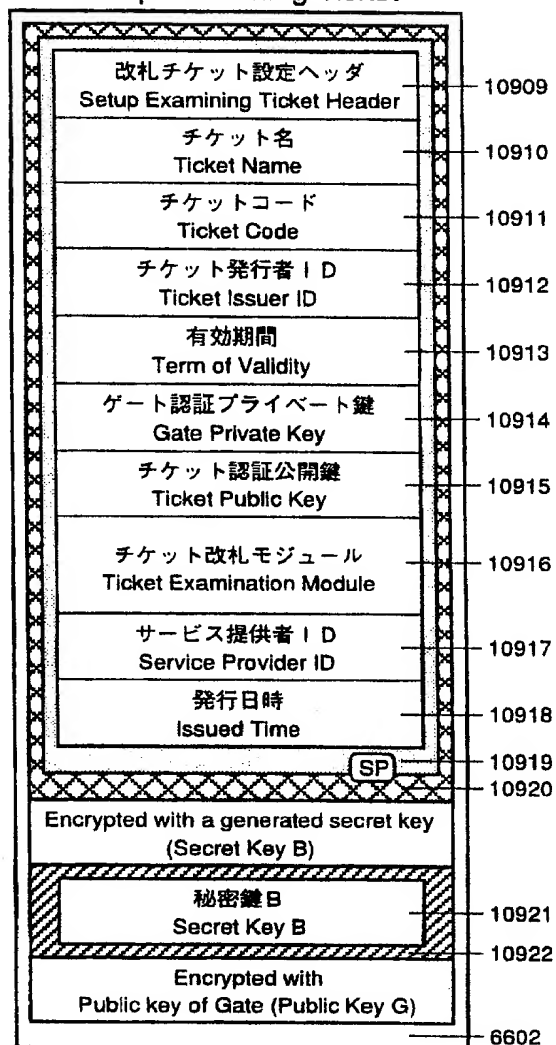 改札チケット設定ヘッダ
Setup Examining Ticket Header
10909
チケット名
Ticket Name
10910
チケットコード
Ticket Code
10911
チケット発行者ＩＤ
Ticket Issuer ID
10912
有効期間
Term of Validity
10913
ゲート認証プライベート鍵
Gate Private Key
10914
チケット認証公開鍵
Ticket Public Key
10915
チケット改札モジュール
Ticket Examination Module
10916
サービス提供者ＩＤ
Service Provider ID
10917
発行日時
Issued Time
10918
10919
SP
10920
Encrypted with a generated secret key
(Secret Key B)
秘密鍵B
Secret Key B
10921
10922
Encrypted with
Public key of Gate (Public Key G)
6602